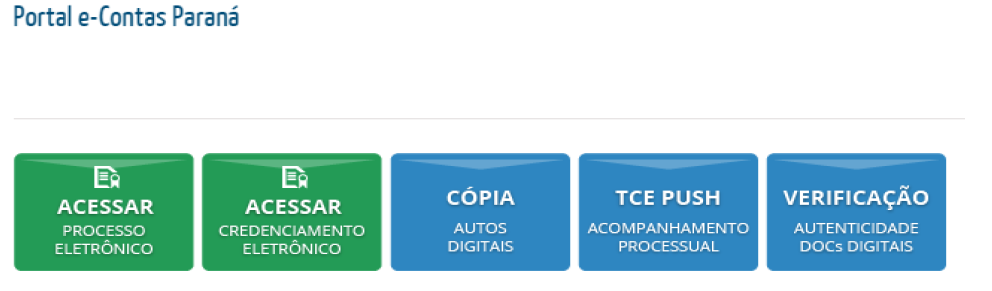 Portal e-Contas Paraná
ACESSAR
PROCESSO
ELETRÔNICO
ACESSAR
CREDENCIAMENTO
ELETRÔNICO
CÓPIA
AUTOS
DIGITAIS
TCE PUSH
ACOMPANHAMENTO
PROCESSUAL
VERIFICAÇÃO
AUTENTICIDADE
DOCs DIGITAIS